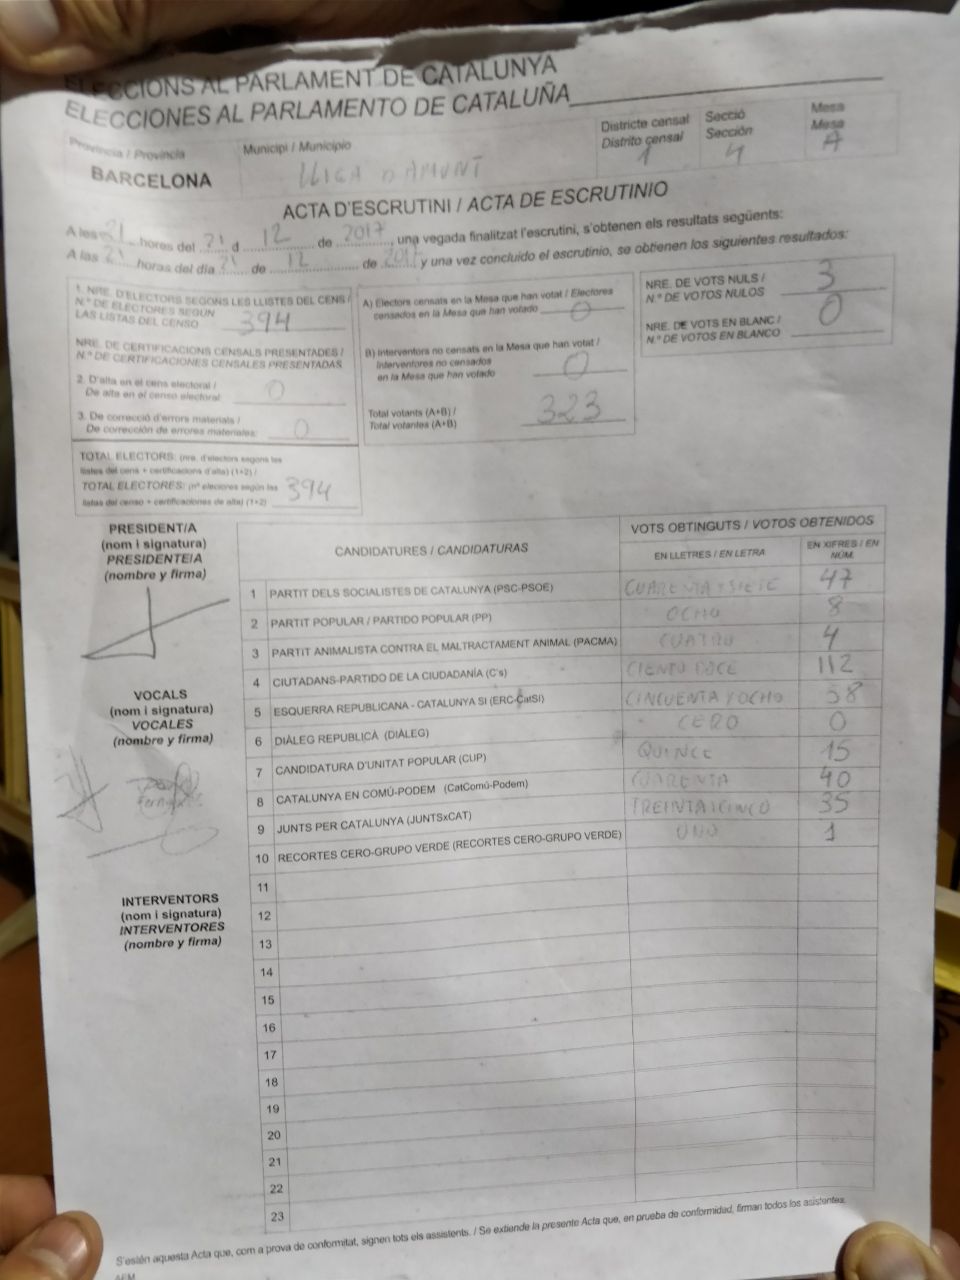 ELECCIONS AL PARLAMENT DE CATALUNYA
ELECCIONES AL PARLAMENTO DE CATALUÑA
Província / Provincia
BARCELONA
Municipi / Municipio
LLIÇA D'AMUNT
Districte censal
Distrito censal
1
Secció
Sección
4
Mesa
Mesa
A
ACTA D'ESCRUTINI / ACTA DE ESCRUTINIO
A les 21 hores del 21 d 12 de 2017, una vegada finalitzat l'escrutini, s'obtenen els resultats següents:
A las 21 horas del día 21 de 12 de 2017 y una vez concluido el escrutinio, se obtienen los siguientes resultados:
1. NRE. D'ELECTORS SEGONS LES LLISTES DEL CENS /
N.º DE ELECTORES SEGÚN
LAS LISTAS DEL CENSO 394
NRE. DE CERTIFICACIONS CENSALS PRESENTADES /
N.º DE CERTIFICACIONES CENSALES PRESENTADAS
2. D'alta en el cens electoral /
De alta en el censo electoral: 0
3. De correcció d'errors materials /
De corrección de errores materiales: 0
TOTAL ELECTORS: (nre. d'electors segons les
llistes del cens + certificacions d'alta) (1+2) /
TOTAL ELECTORES: (nº electores según las
listas del censo + certificaciones de alta) (1+2) 394
A) Electors censats en la Mesa que han votat / Electores
censados en la Mesa que han votado 0
B) Interventors no censats en la Mesa que han votat /
Interventores no censados
en la Mesa que han votado 0
Total votants (A+B) /
Total votantes (A+B) 323
NRE. DE VOTS NULS /
N.º DE VOTOS NULOS 3
NRE. DE VOTS EN BLANC /
N.º DE VOTOS EN BLANCO 0
PRESIDENT/A
(nom i signatura)
PRESIDENTE/A
(nombre y firma)
VOCALS
(nom i signatura)
VOCALES
(nombre y firma)
INTERVENTORS
(nom i signatura)
INTERVENTORES
(nombre y firma)
CANDIDATURES / CANDIDATURAS
VOTS OBTINGUTS / VOTOS OBTENIDOS
EN LLETRES / EN LETRA
EN XIFRES / EN NÚM.
1 PARTIT DELS SOCIALISTES DE CATALUNYA (PSC-PSOE) CUARENTA Y SIETE 47
2 PARTIT POPULAR / PARTIDO POPULAR (PP) OCHO 8
3 PARTIT ANIMALISTA CONTRA EL MALTRACTAMENT ANIMAL (PACMA) CUATRO 4
4 CIUTADANS-PARTIDO DE LA CIUDADANÍA (C's) CIENTO DOCE 112
5 ESQUERRA REPUBLICANA - CATALUNYA SI (ERC-CatSÍ) CINCUENTA Y OCHO 58
6 DIÀLEG REPUBLICÀ (DIÀLEG) CERO 0
7 CANDIDATURA D'UNITAT POPULAR (CUP) QUINCE 15
8 CATALUNYA EN COMÚ-PODEM (CatComú-Podem) CUARENTA 40
9 JUNTS PER CATALUNYA (JUNTSxCAT) TREINTA I CINCO 35
10 RECORTES CERO-GRUPO VERDE (RECORTES CERO-GRUPO VERDE) UNO 1
11
12
13
14
15
16
17
18
19
20
21
22
23
S'estén aquesta Acta que, com a prova de conformitat, signen tots els assistents. / Se extiende la presente Acta que, en prueba de conformidad, firman todos los asistentes.